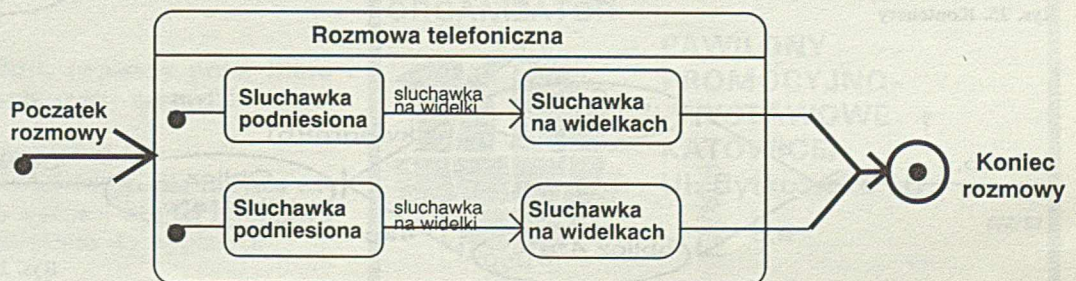 Rozmowa telefoniczna
Poczatek
rozmowy
Sluchawka
podniesiona
sluchawka
na widelki
Sluchawka
na widelkach
Sluchawka
podniesiona
sluchawka
na widelki
Sluchawka
na widelkach
Koniec
rozmowy